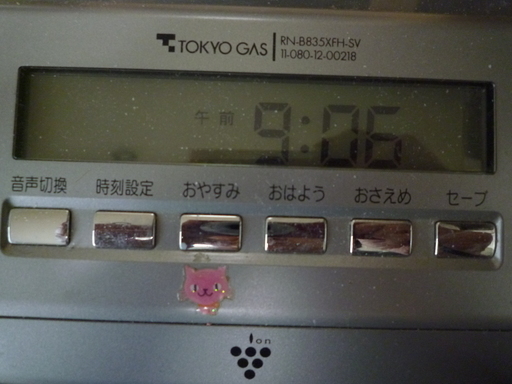 TOKYO GAS
RN-B835XFH-SV
11-080-12-00218
午前 9:06
音声切換 時刻設定 おやすみ おはよう おさえめ セーブ
Ion